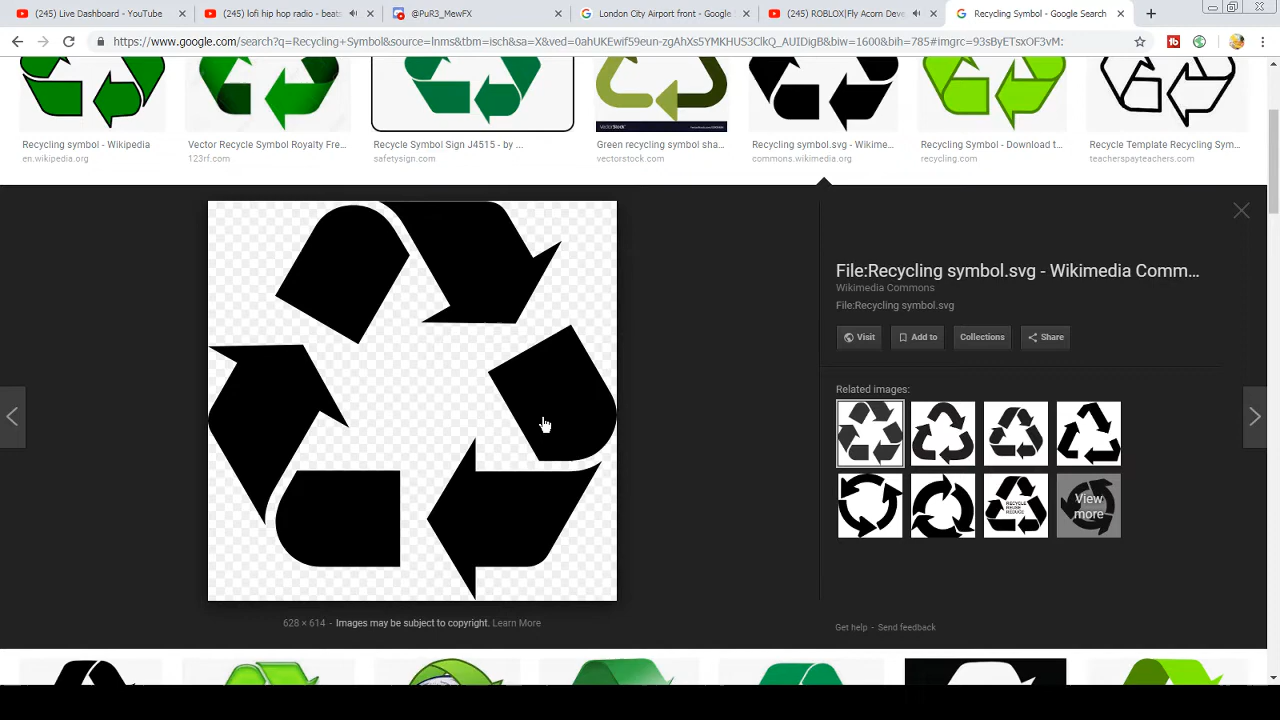 (245) Live Dashboard - YouTube
(245) lofi hip hop radio - beats
@PuR3_MewFX
London City Airport front - Google S
(245) ROBLOX|Fly Acorn Deve
Recycling Symbol - Google Search
https://www.google.com/search?q=Recycling+Symbol&source=lnms&tbm=isch&sa=X&ved=0ahUKEwif59eun-zgAhXs5YMKHUS3ClkQ_AUIDigB&biw=1600&bih=785#imgrc=93sByETsxOF3vM:
Recycling symbol - Wikipedia
en.wikipedia.org
Vector Recycle Symbol Royalty Fre...
123rf.com
Recycle Symbol Sign J4515 - by ...
safetysign.com
Green recycling symbol sha...
vectorstock.com
Recycling symbol.svg - Wikime...
commons.wikimedia.org
Recycling Symbol - Download t...
recycling.com
Recycle Template Recycling Sym...
teacherspayteachers.com
File:Recycling symbol.svg - Wikimedia Comm...
Wikimedia Commons
File:Recycling symbol.svg
Visit
Add to
Collections
Share
Related images:
RECYCLE
REUSE
REDUCE
View
more
628 × 614 - Images may be subject to copyright. Learn More
Get help - Send feedback